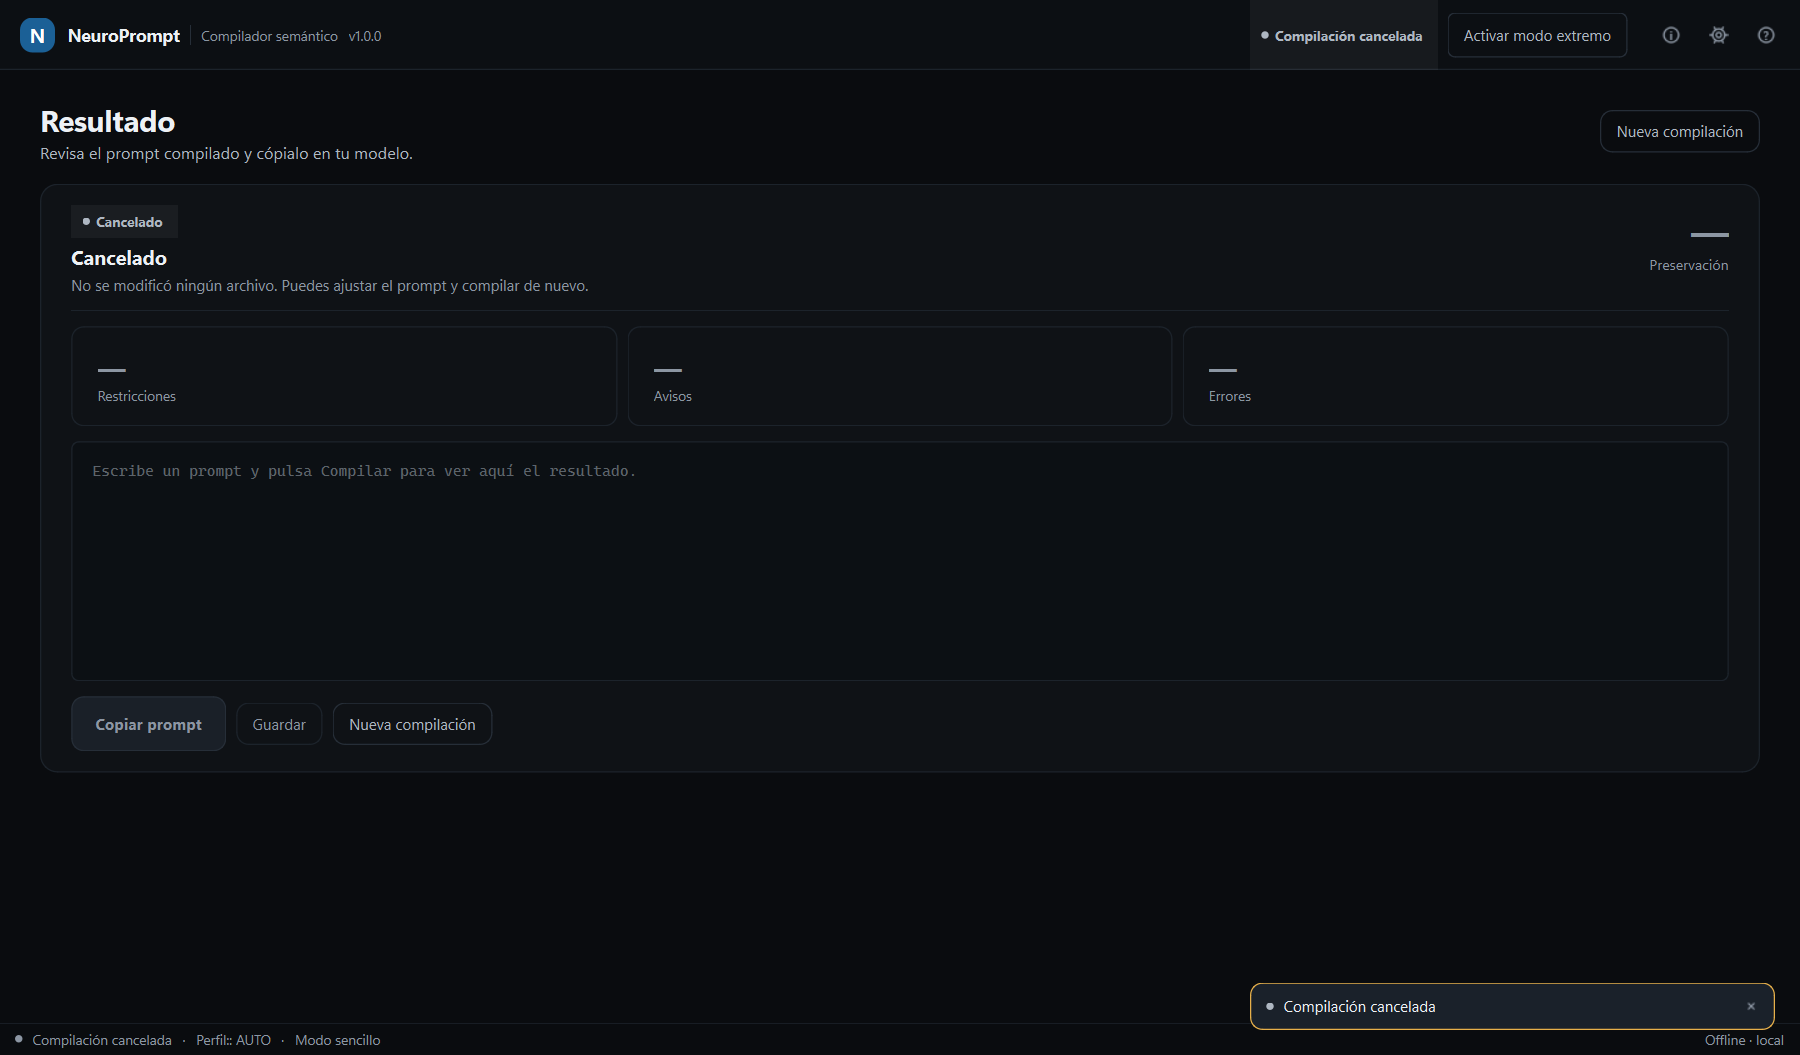 N NeuroPrompt Compilador semántico v1.0.0 Compilación cancelada Activar modo extremo
Resultado
Nueva compilación
Revisa el prompt compilado y cópialo en tu modelo.
Cancelado
Cancelado
Preservación
No se modificó ningún archivo. Puedes ajustar el prompt y compilar de nuevo.
Restricciones Avisos Errores
Escribe un prompt y pulsa Compilar para ver aquí el resultado.
Copiar prompt Guardar Nueva compilación
Compilación cancelada ×
Compilación cancelada · Perfil:: AUTO · Modo sencillo Offline · local